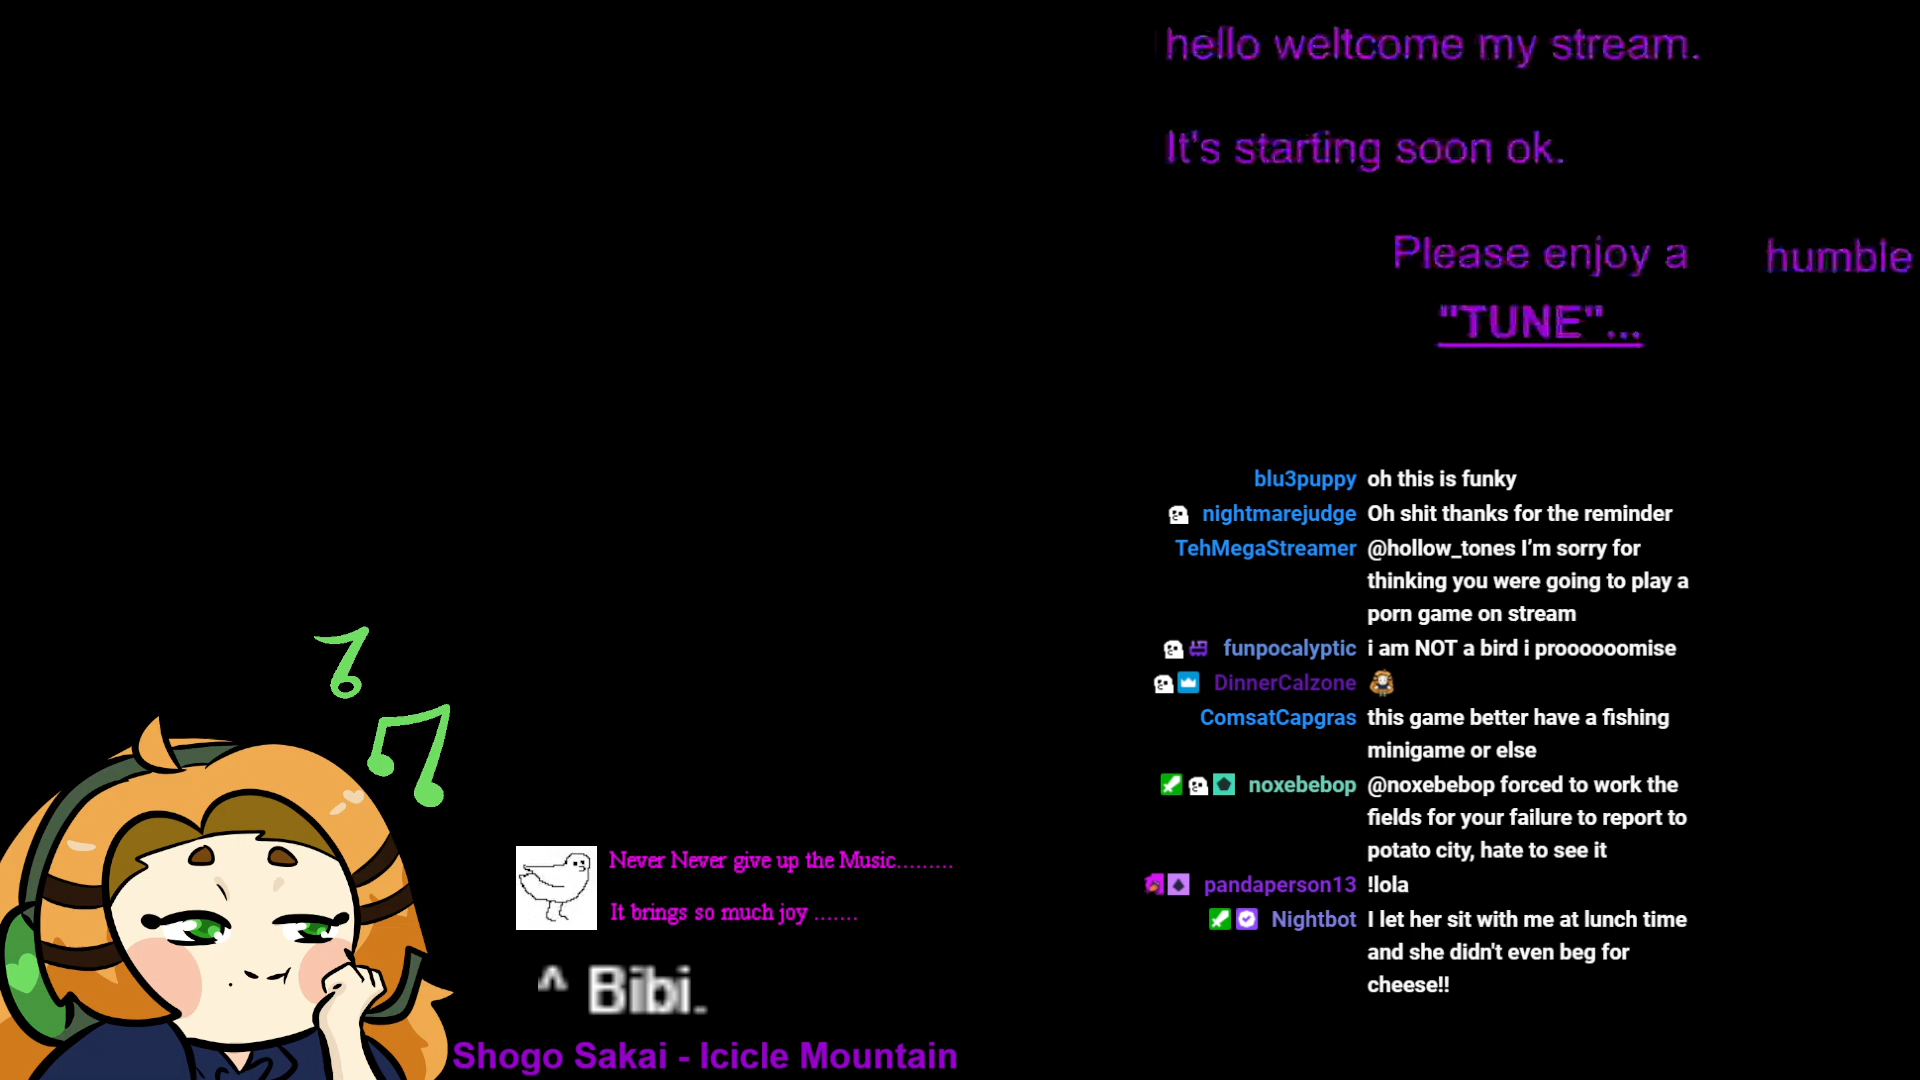 hello weltcome my stream.
It's starting soon ok.
Please enjoy a humble
"TUNE"...
blu3puppy oh this is funky
nightmarejudge Oh shit thanks for the reminder
TehMegaStreamer @hollow_tones I’m sorry for
thinking you were going to play a
porn game on stream
funpocalyptic i am NOT a bird i proooooomise
DinnerCalzone
ComsatCapgras this game better have a fishing
minigame or else
noxebebop @noxebebop forced to work the
fields for your failure to report to
potato city, hate to see it
pandaperson13 !lola
Nightbot I let her sit with me at lunch time
and she didn't even beg for
cheese!!
Never Never give up the Music.........
It brings so much joy .......
^ Bibi.
Shogo Sakai - Icicle Mountain